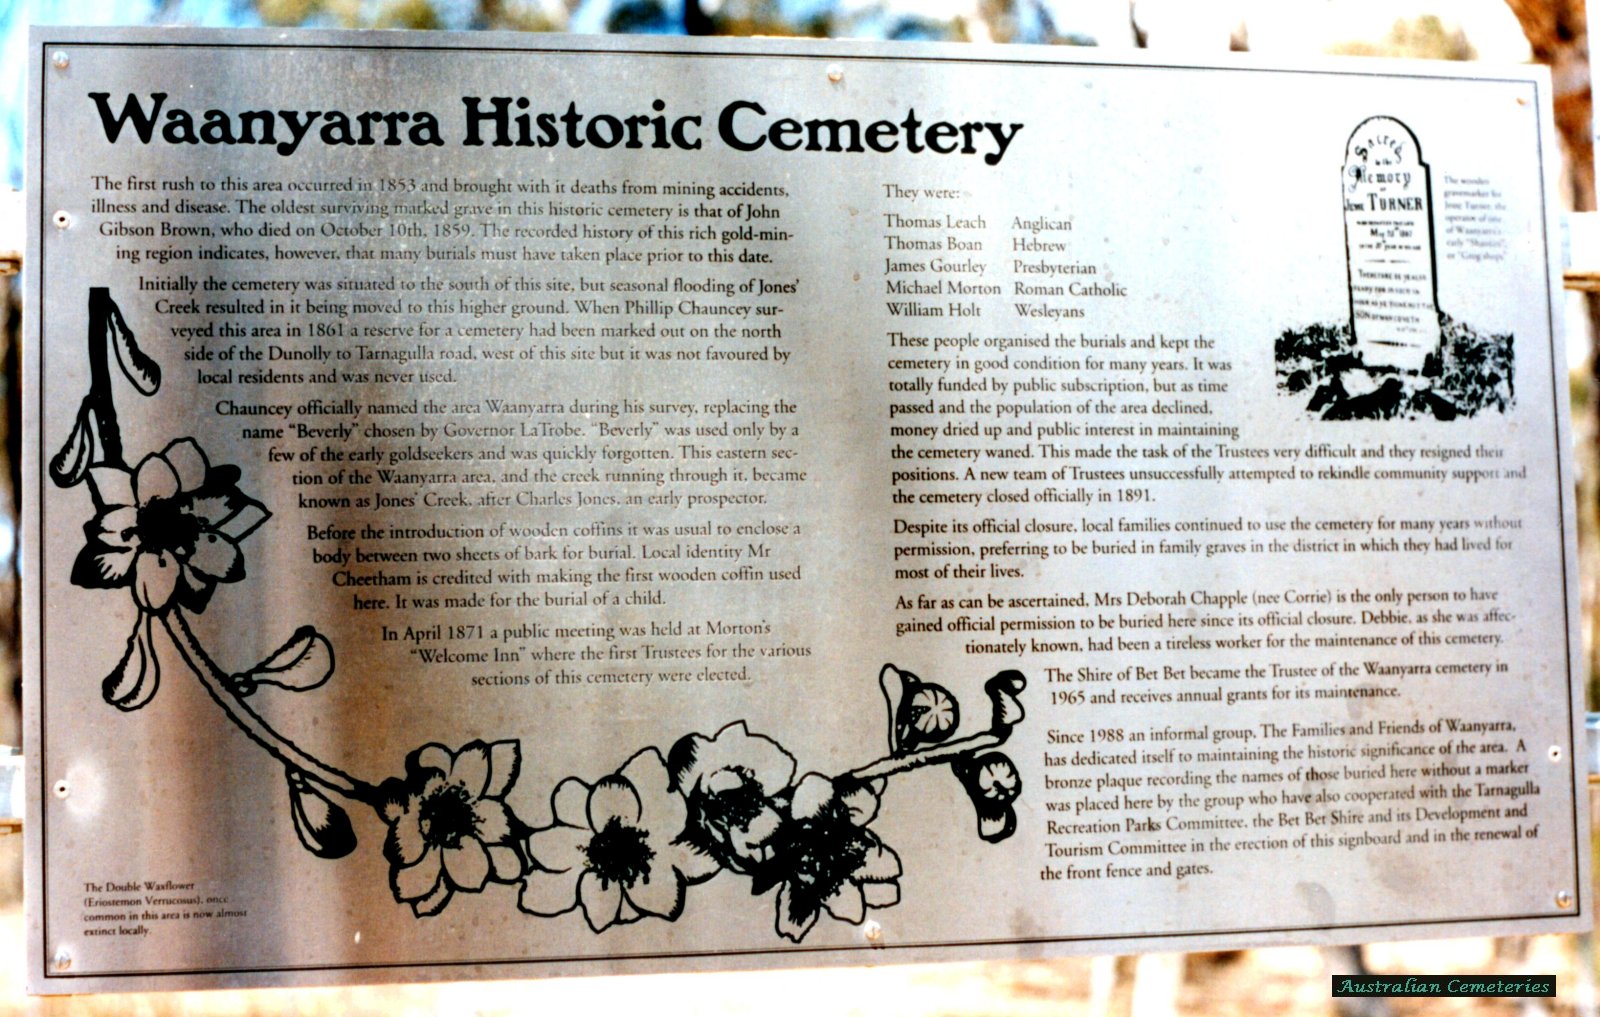 Waanyarra Historic Cemetery
The first rush to this area occurred in 1853 and brought with it deaths from mining accidents,
illness and disease. The oldest surviving marked grave in this historic cemetery is that of John
Gibson Brown, who died on October 10th, 1859. The recorded history of this rich gold-min-
ing region indicates, however, that many burials must have taken place prior to this date.
Initially the cemetery was situated to the south of this site, but seasonal flooding of Jones'
Creek resulted in it being moved to this higher ground. When Phillip Chauncey sur-
veyed this area in 1861 a reserve for a cemetery had been marked out on the north
side of the Dunolly to Tarnagulla road, west of this site but it was not favoured by
local residents and was never used.
Chauncey officially named the area Waanyarra during his survey, replacing the
name "Beverly" chosen by Governor LaTrobe. "Beverly" was used only by a
few of the early goldseekers and was quickly forgotten. This eastern sec-
tion of the Waanyarra area, and the creek running through it, became
known as Jones' Creek, after Charles Jones, an early prospector.
Before the introduction of wooden coffins it was usual to enclose a
body between two sheets of bark for burial. Local identity Mr
Cheetham is credited with making the first wooden coffin used
here. It was made for the burial of a child.
In April 1871 a public meeting was held at Morton's
"Welcome Inn" where the first Trustees for the various
sections of this cemetery were elected.
The Double Waxflower
(Eriostemon Verrucosus), once
common in this area is now almost
extinct locally.
They were:
Thomas Leach Anglican
Thomas Boan Hebrew
James Gourley Presbyterian
Michael Morton Roman Catholic
William Holt Wesleyans
These people organised the burials and kept the
cemetery in good condition for many years. It was
totally funded by public subscription, but as time
passed and the population of the area declined,
money dried up and public interest in maintaining
the cemetery waned. This made the task of the Trustees very difficult and they resigned their
positions. A new team of Trustees unsuccessfully attempted to rekindle community support and
the cemetery closed officially in 1891.
Despite its official closure, local families continued to use the cemetery for many years without
permission, preferring to be buried in family graves in the district in which they had lived for
most of their lives.
As far as can be ascertained, Mrs Deborah Chapple (nee Corrie) is the only person to have
gained official permission to be buried here since its official closure. Debbie, as she was affec-
tionately known, had been a tireless worker for the maintenance of this cemetery.
The Shire of Bet Bet became the Trustee of the Waanyarra cemetery in
1965 and receives annual grants for its maintenance.
Since 1988 an informal group, The Families and Friends of Waanyarra,
has dedicated itself to maintaining the historic significance of the area. A
bronze plaque recording the names of those buried here without a marker
was placed here by the group who have also cooperated with the Tarnagulla
Recreation Parks Committee, the Bet Bet Shire and its Development and
Tourism Committee in the erection of this signboard and in the renewal of
the front fence and gates.
Sacred
to the
Memory
OF
Jesse TURNER
The wooden
gravemarker for
Jesse Turner, the
operator of one
of Waanyarra's
early "Shanties"
or "Grog shops"
Australian Cemeteries